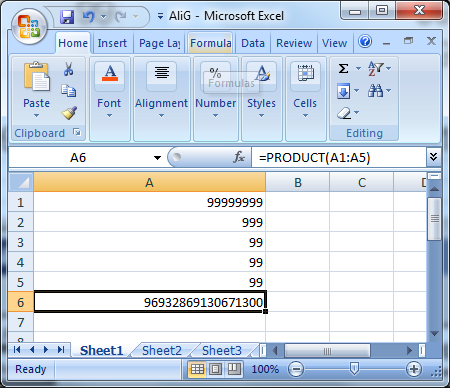 AliG - Microsoft Excel
Home Insert Page Lay Formula Data Review View
Formulas
Paste Font Alignment Number Styles Cells
Clipboard Editing
A6 fx =PRODUCT(A1:A5)
A B C D
1 99999999
2 999
3 99
4 99
5 99
6 96932869130671300
7
8
Sheet1 Sheet2 Sheet3
Ready 100%